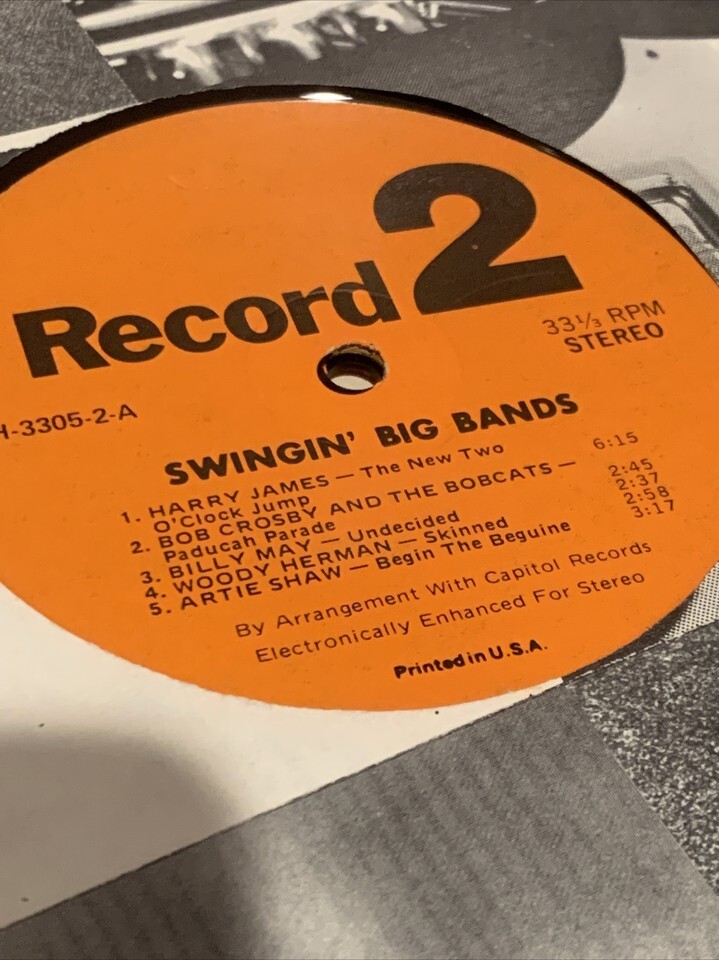 Record 2
33⅓ RPM
STEREO
H-3305-2-A
SWINGIN' BIG BANDS
1. HARRY JAMES — The New Two 6:15
O'Clock Jump
2. BOB CROSBY AND THE BOBCATS — 2:45
Paducah Parade
3. BILLY MAY — Undecided 2:37
4. WOODY HERMAN — Skinned 2:58
5. ARTIE SHAW — Begin The Beguine 3:17
By Arrangement With Capitol Records
Electronically Enhanced For Stereo
Printed in U.S.A.